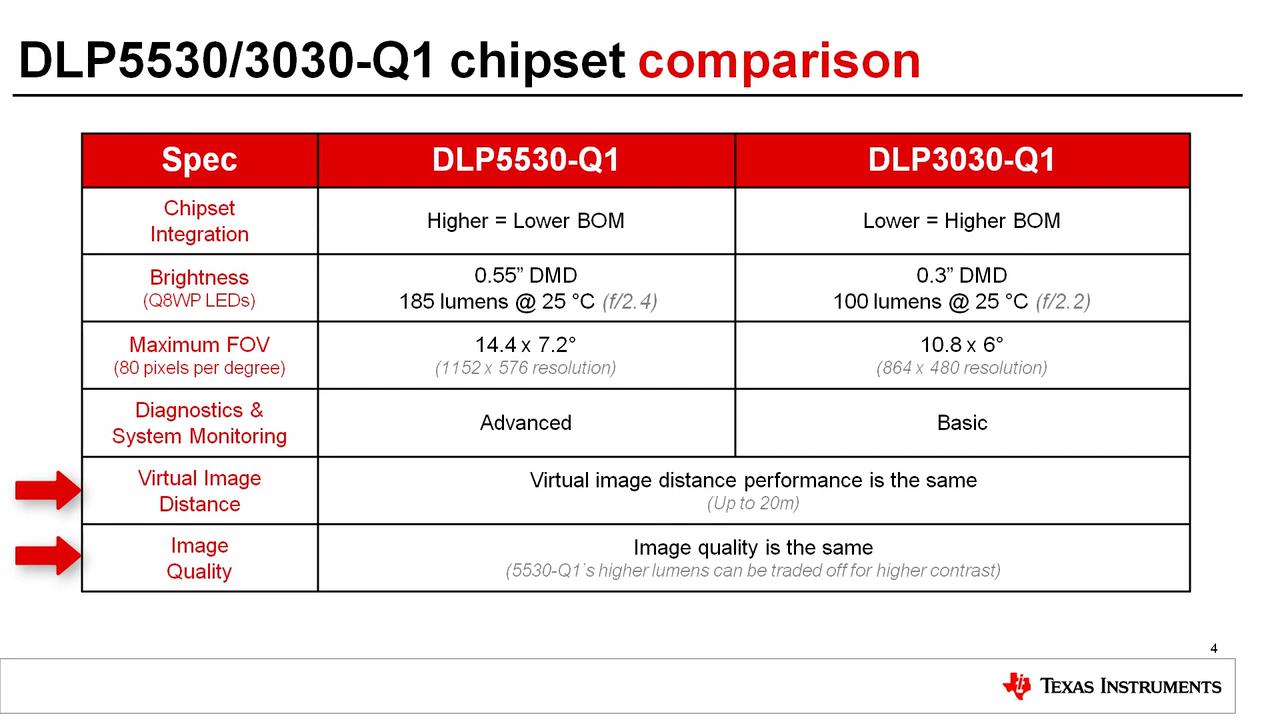 DLP5530/3030-Q1 chipset comparison
Spec
DLP5530-Q1
DLP3030-Q1
Chipset
Integration
Higher = Lower BOM
Lower = Higher BOM
Brightness
(Q8WP LEDs)
0.55” DMD
185 lumens @ 25 °C (f/2.4)
0.3” DMD
100 lumens @ 25 °C (f/2.2)
Maximum FOV
(80 pixels per degree)
14.4 x 7.2°
(1152 x 576 resolution)
10.8 x 6°
(864 x 480 resolution)
Diagnostics &
System Monitoring
Advanced
Basic
Virtual Image
Distance
Virtual image distance performance is the same
(Up to 20m)
Image
Quality
Image quality is the same
(5530-Q1’s higher lumens can be traded off for higher contrast)
4
TEXAS INSTRUMENTS